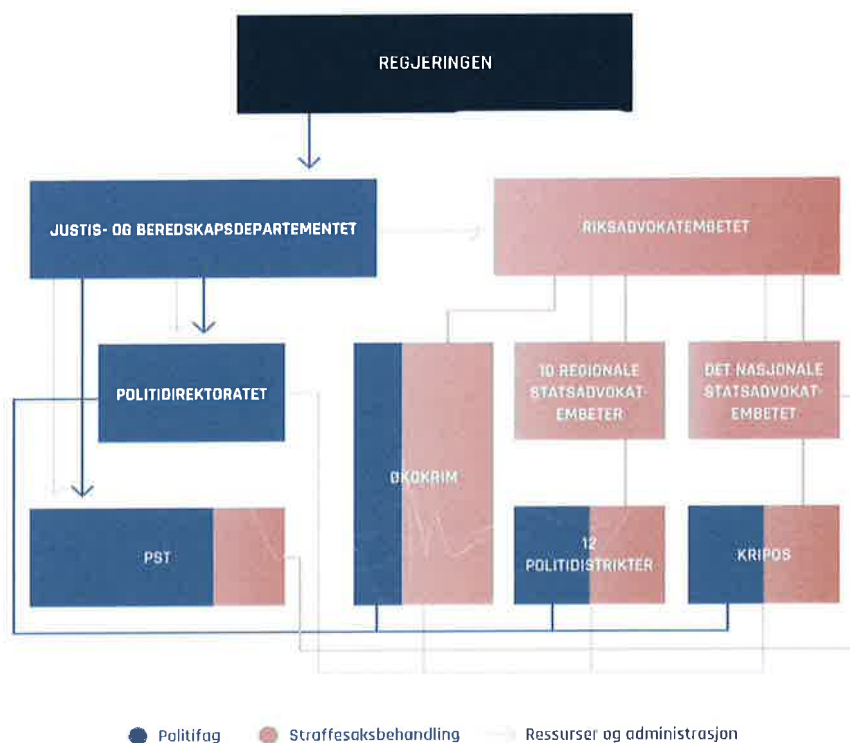 REGJERINGEN
JUSTIS- OG BEREDSKAPSDEPARTEMENTET
RIKSADVOKATEMBETET
POLITIDIREKTORATET
10 REGIONALE
STATSADVOKAT-
EMBETER
DET NASJONALE
STATSADVOKAT-
EMBETET
ØKOKRIM
PST
12
POLITIDISTRIKTER
KRIPOS
Politifag
Straffesaksbehandling
Ressurser og administrasjon